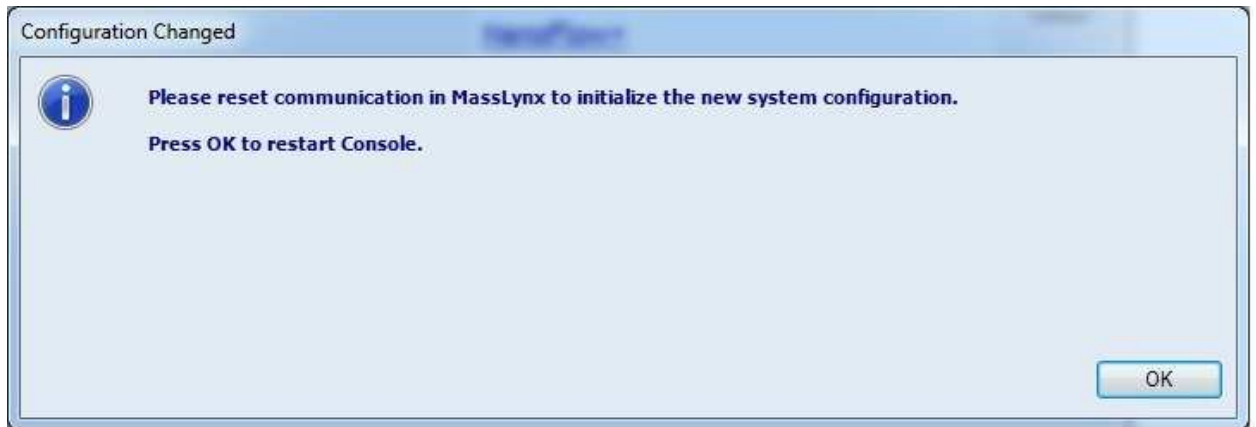 Configuration Changed
Please reset communication in MassLynx to initialize the new system configuration.
Press OK to restart Console.
OK